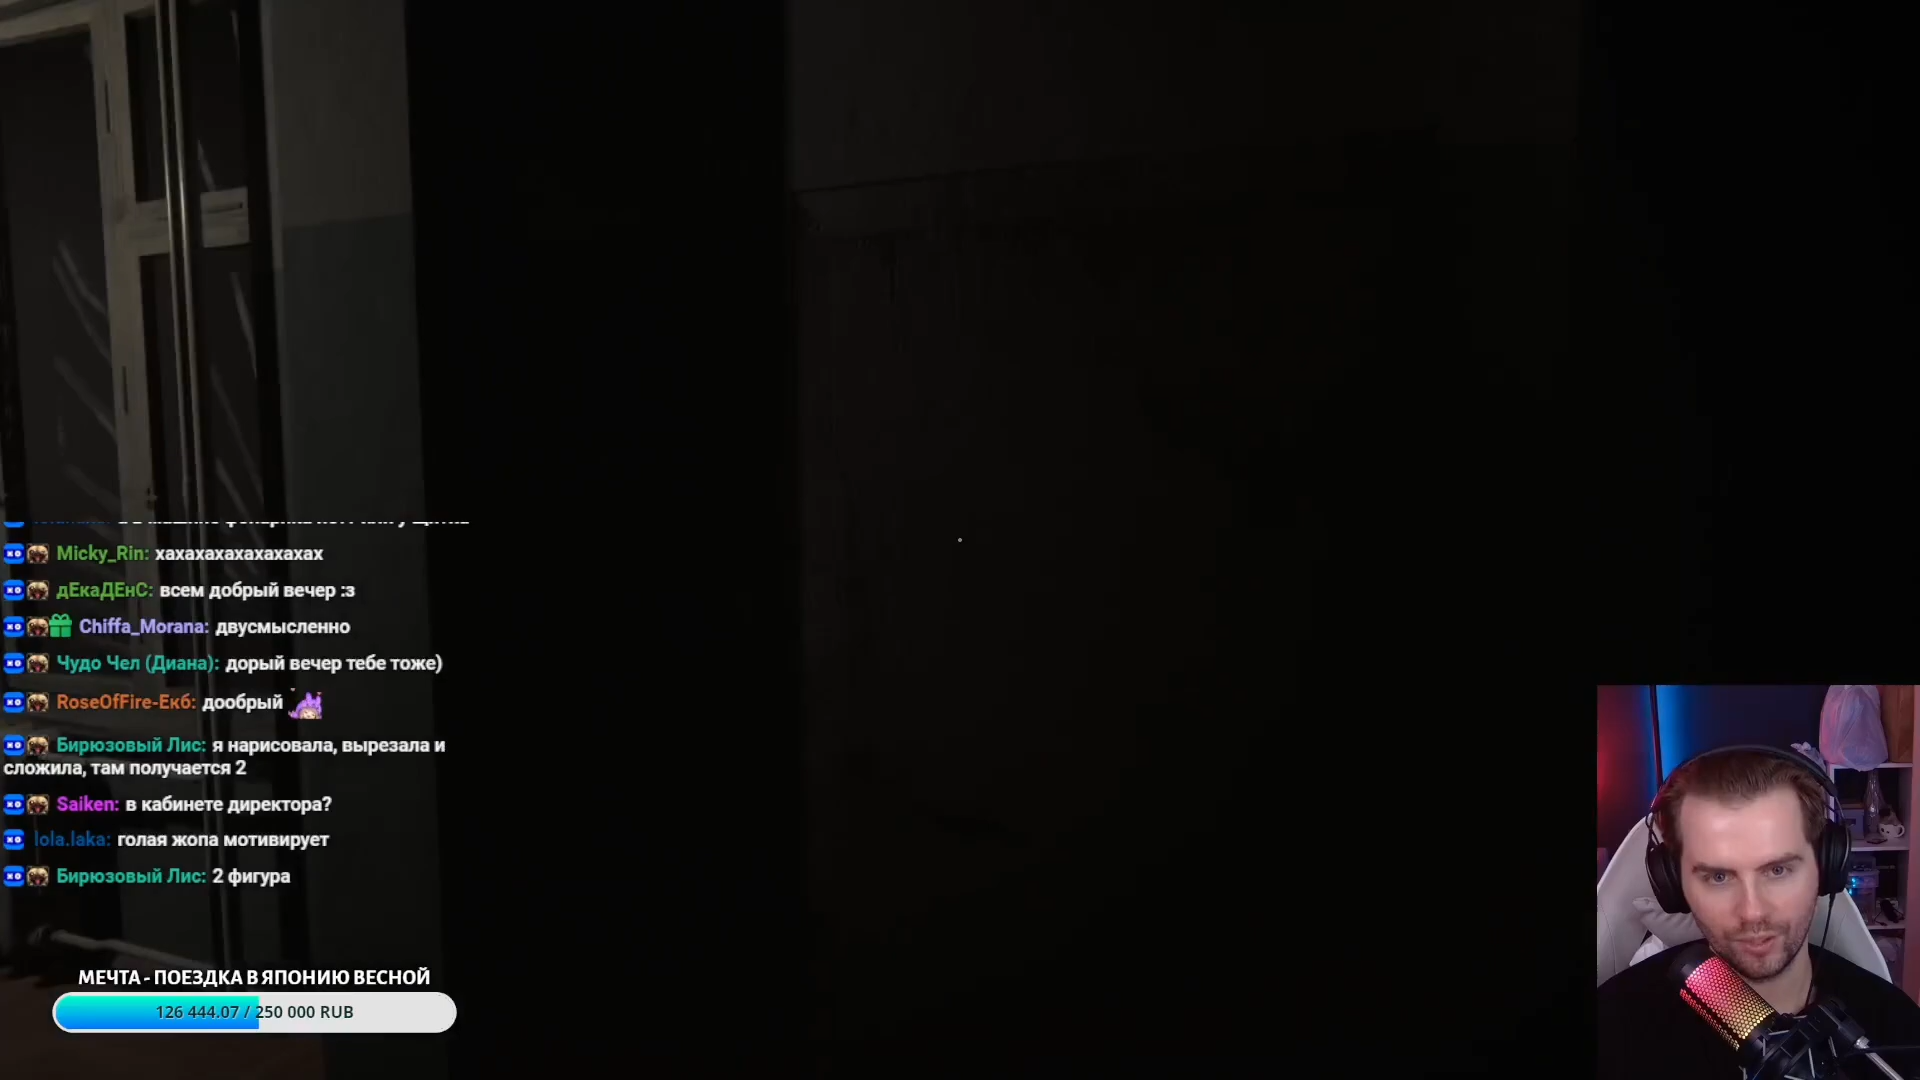 Micky_Rin: хахахахахахахахах
дЕкаДЕнС: всем добрый вечер :з
Chiffa_Morana: двусмысленно
Чудо Чел (Диана): дорый вечер тебе тоже)
RoseOfFire-Екб: дообрый
Бирюзовый Лис: я нарисовала, вырезала и
сложила, там получается 2
Saiken: в кабинете директора?
lola.laka: голая жопа мотивирует
Бирюзовый Лис: 2 фигура
МЕЧТА - ПОЕЗДКА В ЯПОНИЮ ВЕСНОЙ
126 444.07 / 250 000 RUB